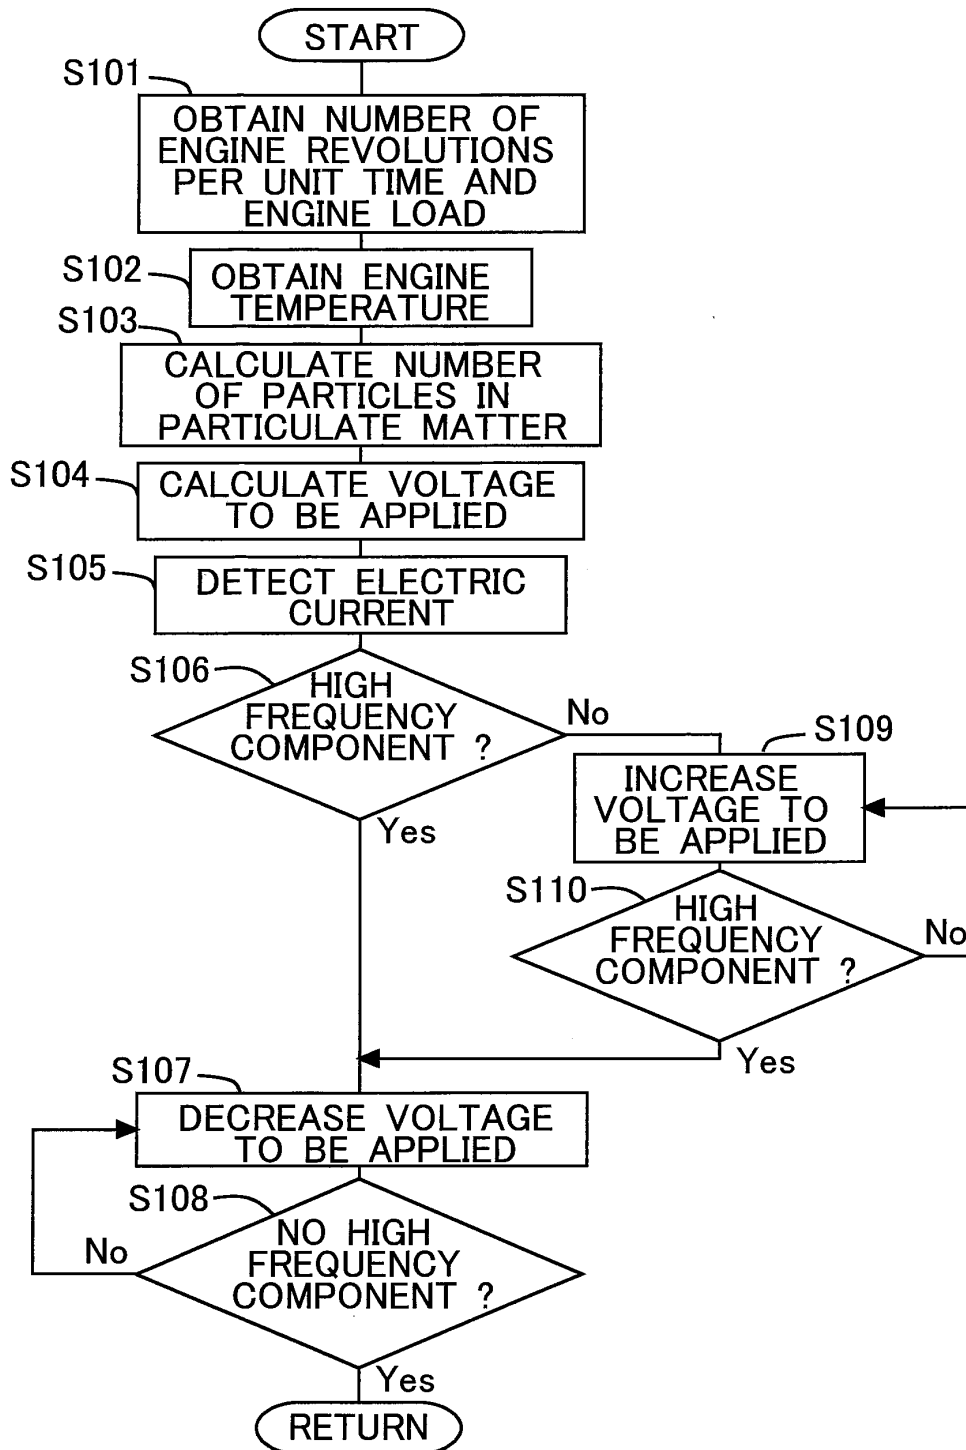 START
S101
OBTAIN NUMBER OF
ENGINE REVOLUTIONS
PER UNIT TIME AND
ENGINE LOAD
S102
OBTAIN ENGINE
TEMPERATURE
S103
CALCULATE NUMBER
OF PARTICLES IN
PARTICULATE MATTER
S104
CALCULATE VOLTAGE
TO BE APPLIED
S105
DETECT ELECTRIC
CURRENT
S106
HIGH
FREQUENCY
COMPONENT ?
No
Yes
S109
INCREASE
VOLTAGE TO
BE APPLIED
S110
HIGH
FREQUENCY
COMPONENT ?
No
Yes
S107
DECREASE VOLTAGE
TO BE APPLIED
S108
NO HIGH
FREQUENCY
COMPONENT ?
No
Yes
RETURN